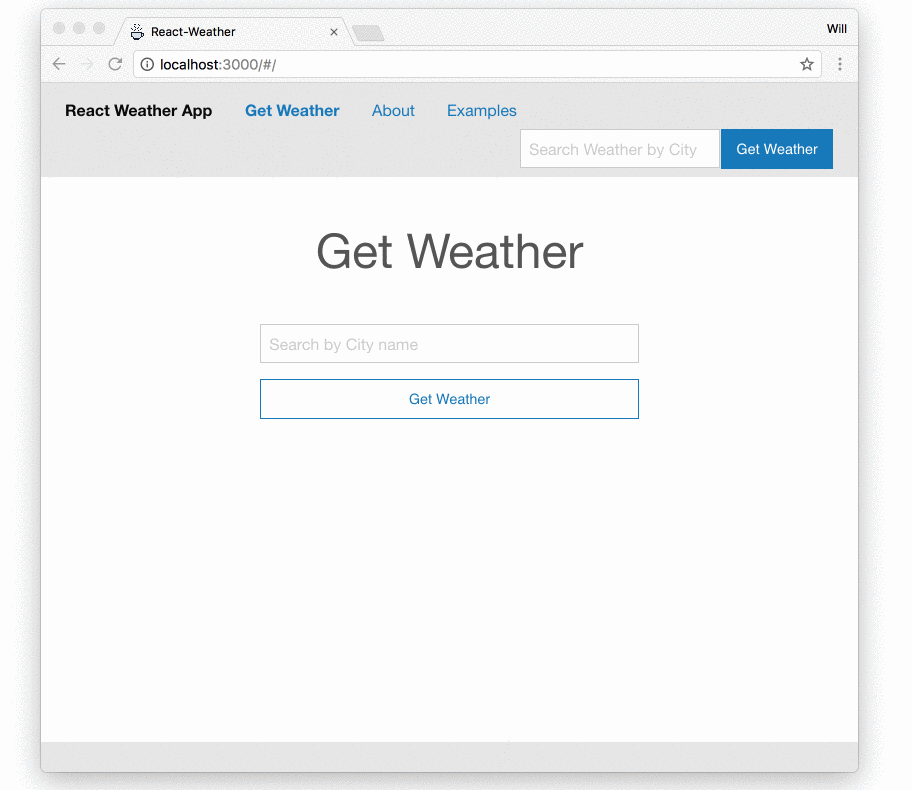 React-Weather
Will
localhost:3000/#/
React Weather App Get Weather About Examples
Search Weather by City Get Weather
Get Weather
Search by City name
Get Weather